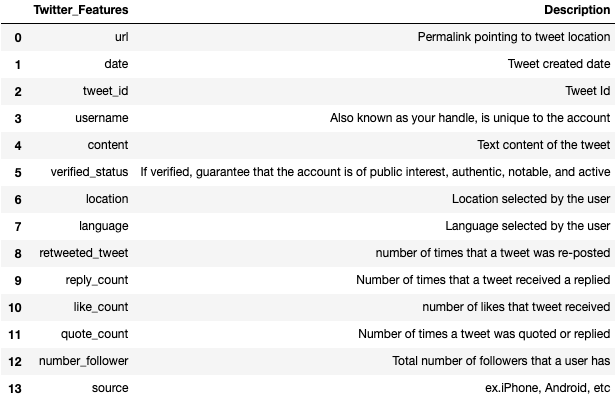 Twitter_Features Description
0 url Permalink pointing to tweet location
1 date Tweet created date
2 tweet_id Tweet Id
3 username Also known as your handle, is unique to the account
4 content Text content of the tweet
5 verified_status If verified, guarantee that the account is of public interest, authentic, notable, and active
6 location Location selected by the user
7 language Language selected by the user
8 retweeted_tweet number of times that a tweet was re-posted
9 reply_count Number of times that a tweet received a replied
10 like_count number of likes that tweet received
11 quote_count Number of times a tweet was quoted or replied
12 number_follower Total number of followers that a user has
13 source ex.iPhone, Android, etc